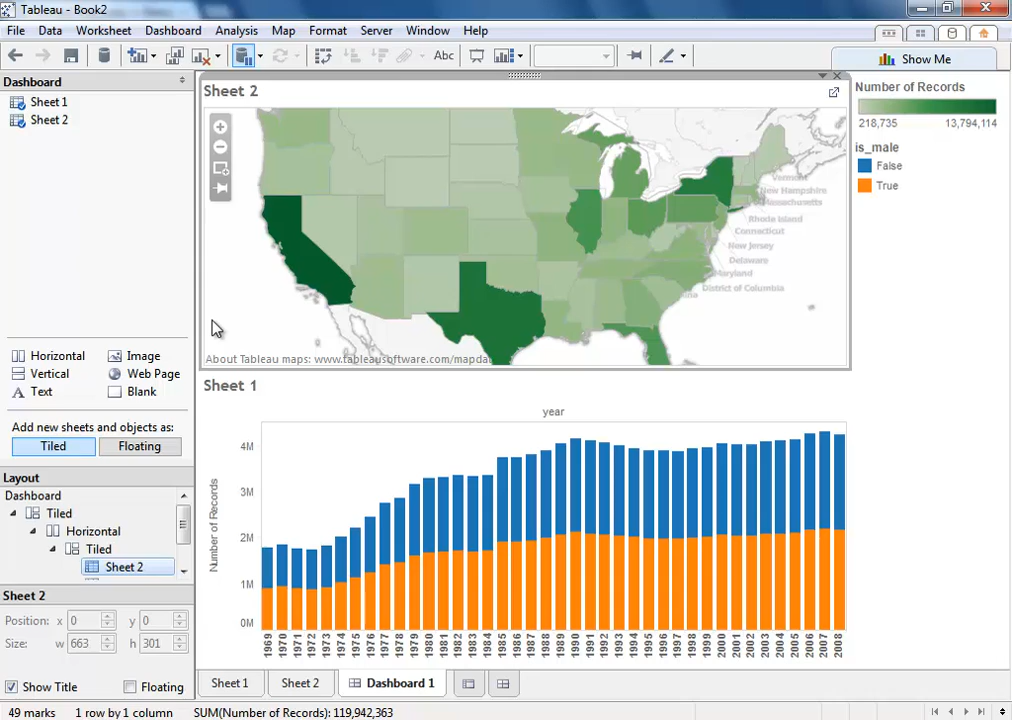 Tableau - Book2
File Data Worksheet Dashboard Analysis Map Format Server Window Help
Abc
Show Me
Dashboard
Sheet 1
Sheet 2
Horizontal Image
Vertical Web Page
Text Blank
Add new sheets and objects as:
Tiled Floating
Layout
Dashboard
Tiled
Horizontal
Tiled
Sheet 2
Sheet 2
Position: x 0 y 0
Size: w 663 h 301
Show Title Floating
Sheet 2
Vermont
New Hampshire
Massachusetts
Rhode Island
Connecticut
New Jersey
Delaware
Maryland
District of Columbia
About Tableau maps: www.tableausoftware.com/mapdat
Number of Records
218,735 13,794,114
is_male
False
True
Sheet 1
year
Number of Records
4M
3M
2M
1M
0M
1969 1970 1971 1972 1973 1974 1975 1976 1977 1978 1979 1980 1981 1982 1983 1984 1985 1986 1987 1988 1989 1990 1991 1992 1993 1994 1995 1996 1997 1998 1999 2000 2001 2002 2003 2004 2005 2006 2007 2008
Sheet 1 Sheet 2 Dashboard 1
49 marks 1 row by 1 column SUM(Number of Records): 119,942,363